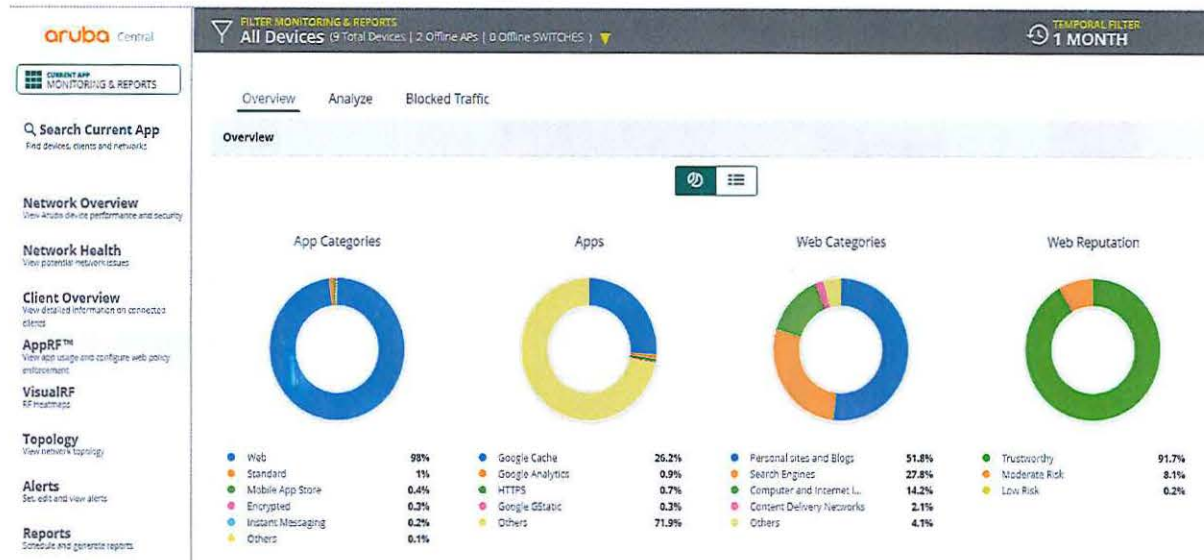 aruba Central
CURRENT APP
MONITORING & REPORTS
Search Current App
Find devices, clients and networks
Network Overview
View Aruba device performance and security
Network Health
View potential network issues
Client Overview
View detailed information on connected
clients
AppRF™
View app usage and configure web policy
enforcement
VisualRF
RF Heatmaps
Topology
View network topology
Alerts
Set, edit and view alerts
Reports
Schedule and generate reports
FILTER MONITORING & REPORTS
All Devices (9 Total Devices | 2 Offline APs | 0 Offline SWITCHES )
TEMPORAL FILTER
1 MONTH
Overview Analyze Blocked Traffic
Overview
App Categories
Web 98%
Standard 1%
Mobile App Store 0.4%
Encrypted 0.3%
Instant Messaging 0.2%
Others 0.1%
Apps
Google Cache 26.2%
Google Analytics 0.9%
HTTPS 0.7%
Google GStatic 0.3%
Others 71.9%
Web Categories
Personal sites and Blogs 51.8%
Search Engines 27.8%
Computer and Internet I... 14.2%
Content Delivery Networks 2.1%
Others 4.1%
Web Reputation
Trustworthy 91.7%
Moderate Risk 8.1%
Low Risk 0.2%